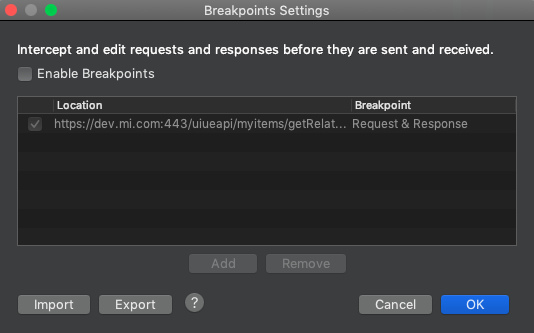 Breakpoints Settings
Intercept and edit requests and responses before they are sent and received.
Enable Breakpoints
Location Breakpoint
https://dev.mi.com:443/uiueapi/myitems/getRelat... Request & Response
Add Remove
Import Export ? Cancel OK